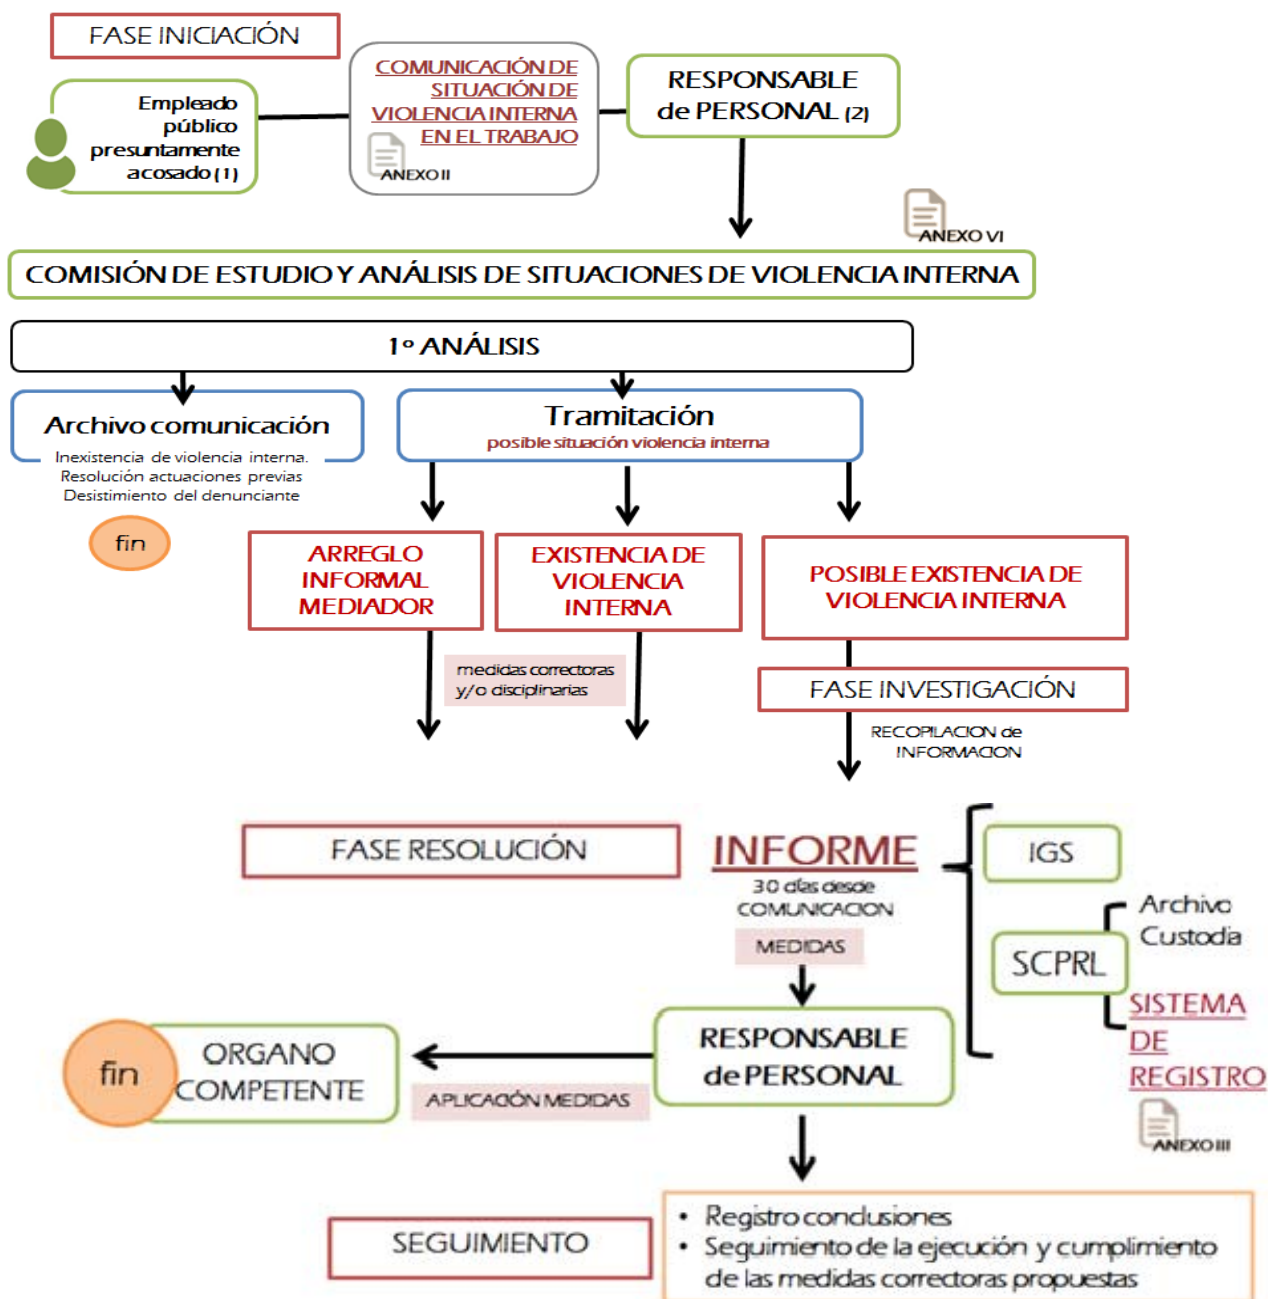 FASE INICIACIÓN
Empleado
público
presuntamente
acosado (1)
COMUNICACIÓN DE
SITUACIÓN DE
VIOLENCIA INTERNA
EN EL TRABAJO
ANEXO II
RESPONSABLE
de PERSONAL (2)
ANEXO VI
COMISIÓN DE ESTUDIO Y ANÁLISIS DE SITUACIONES DE VIOLENCIA INTERNA
1º ANÁLISIS
Archivo comunicación
Inexistencia de violencia interna.
Resolución actuaciones previas
Desistimiento del denunciante
fin
Tramitación
posible situación violencia interna
ARREGLO
INFORMAL
MEDIADOR
EXISTENCIA DE
VIOLENCIA
INTERNA
POSIBLE EXISTENCIA DE
VIOLENCIA INTERNA
medidas correctoras
y/o disciplinarias
FASE INVESTIGACIÓN
RECOPILACION de
INFORMACION
FASE RESOLUCIÓN
INFORME
30 días desde
COMUNICACION
MEDIDAS
IGS
SCPRL
Archivo
Custodia
SISTEMA
DE
REGISTRO
ANEXO III
RESPONSABLE
de PERSONAL
APLICACIÓN MEDIDAS
ORGANO
COMPETENTE
fin
SEGUIMIENTO
• Registro conclusiones
• Seguimiento de la ejecución y cumplimiento
de las medidas correctoras propuestas